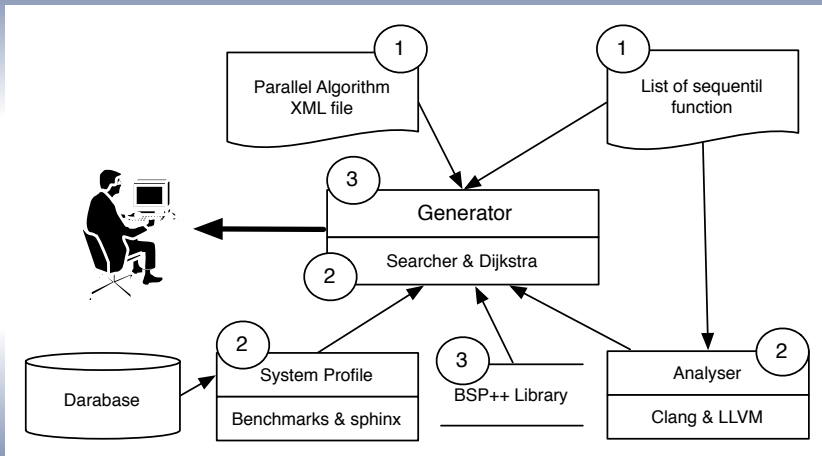 1
Parallel Algorithm
XML file
1
List of sequentil
function
3
Generator
2
Searcher & Dijkstra
2
System Profile
Benchmarks & sphinx
Darabase
3
BSP++ Library
2
Analyser
Clang & LLVM